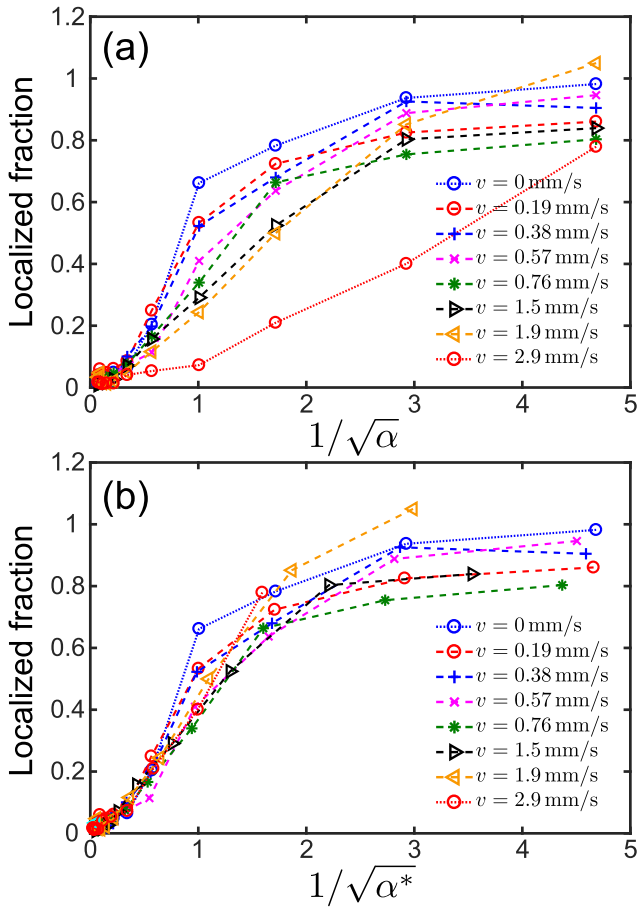 (a)
Localized fraction
1.2
1
0.8
0.6
0.4
0.2
0
v = 0 mm/s
v = 0.19 mm/s
v = 0.38 mm/s
v = 0.57 mm/s
v = 0.76 mm/s
v = 1.5 mm/s
v = 1.9 mm/s
v = 2.9 mm/s
0 1 2 3 4 5
1/√α
(b)
Localized fraction
1.2
1
0.8
0.6
0.4
0.2
0
v = 0 mm/s
v = 0.19 mm/s
v = 0.38 mm/s
v = 0.57 mm/s
v = 0.76 mm/s
v = 1.5 mm/s
v = 1.9 mm/s
v = 2.9 mm/s
0 1 2 3 4 5
1/√α*